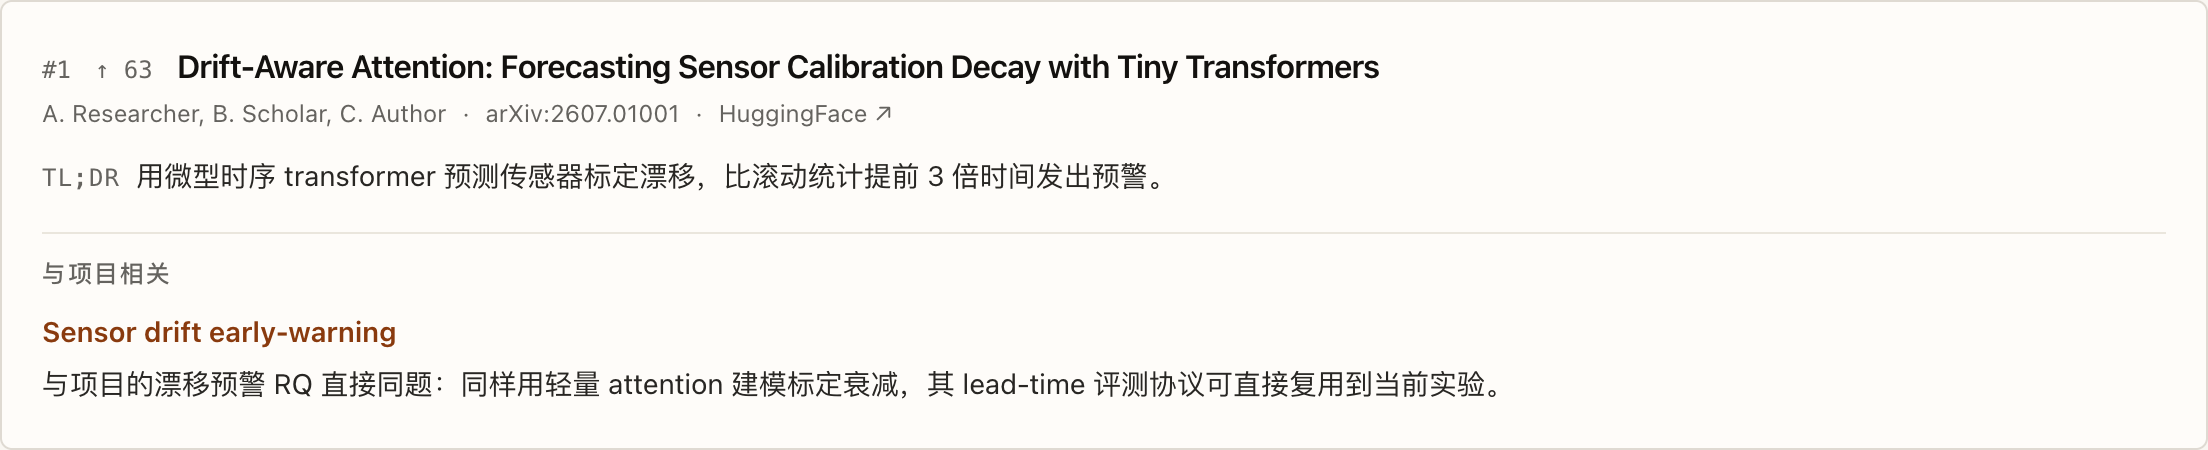 #1 ↑ 63 Drift-Aware Attention: Forecasting Sensor Calibration Decay with Tiny Transformers
A. Researcher, B. Scholar, C. Author · arXiv:2607.01001 · HuggingFace ↗
TL;DR 用微型时序 transformer 预测传感器标定漂移，比滚动统计提前 3 倍时间发出预警。
与项目相关
Sensor drift early-warning
与项目的漂移预警 RQ 直接同题：同样用轻量 attention 建模标定衰减，其 lead-time 评测协议可直接复用到当前实验。